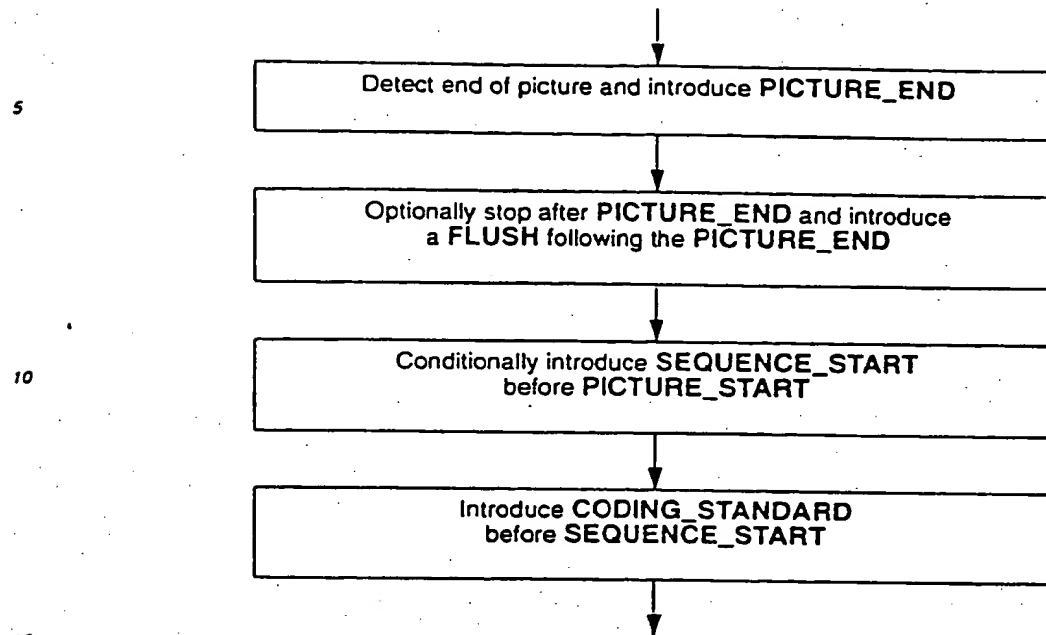 5
Detect end of picture and introduce PICTURE_END
Optionally stop after PICTURE_END and introduce
a FLUSH following the PICTURE_END
10
Conditionally introduce SEQUENCE_START
before PICTURE_START
Introduce CODING_STANDARD
before SEQUENCE_START